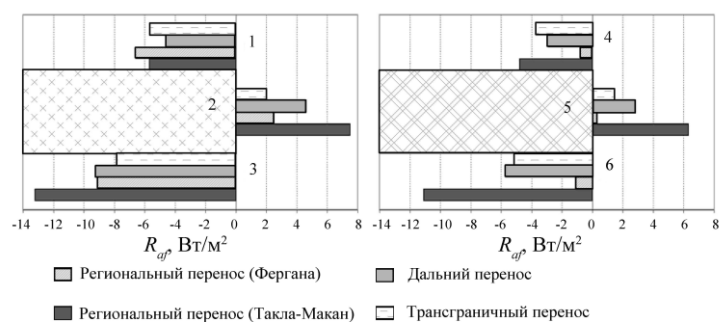 1
2
3
4
5
6
-14 -12 -10 -8 -6 -4 -2 0 2 4 6 8
-14 -12 -10 -8 -6 -4 -2 0 2 4 6 8
R_af, Вт/м²
R_af, Вт/м²
Региональный перенос (Фергана)
Дальний перенос
Региональный перенос (Такла-Макан)
Трансграничный перенос